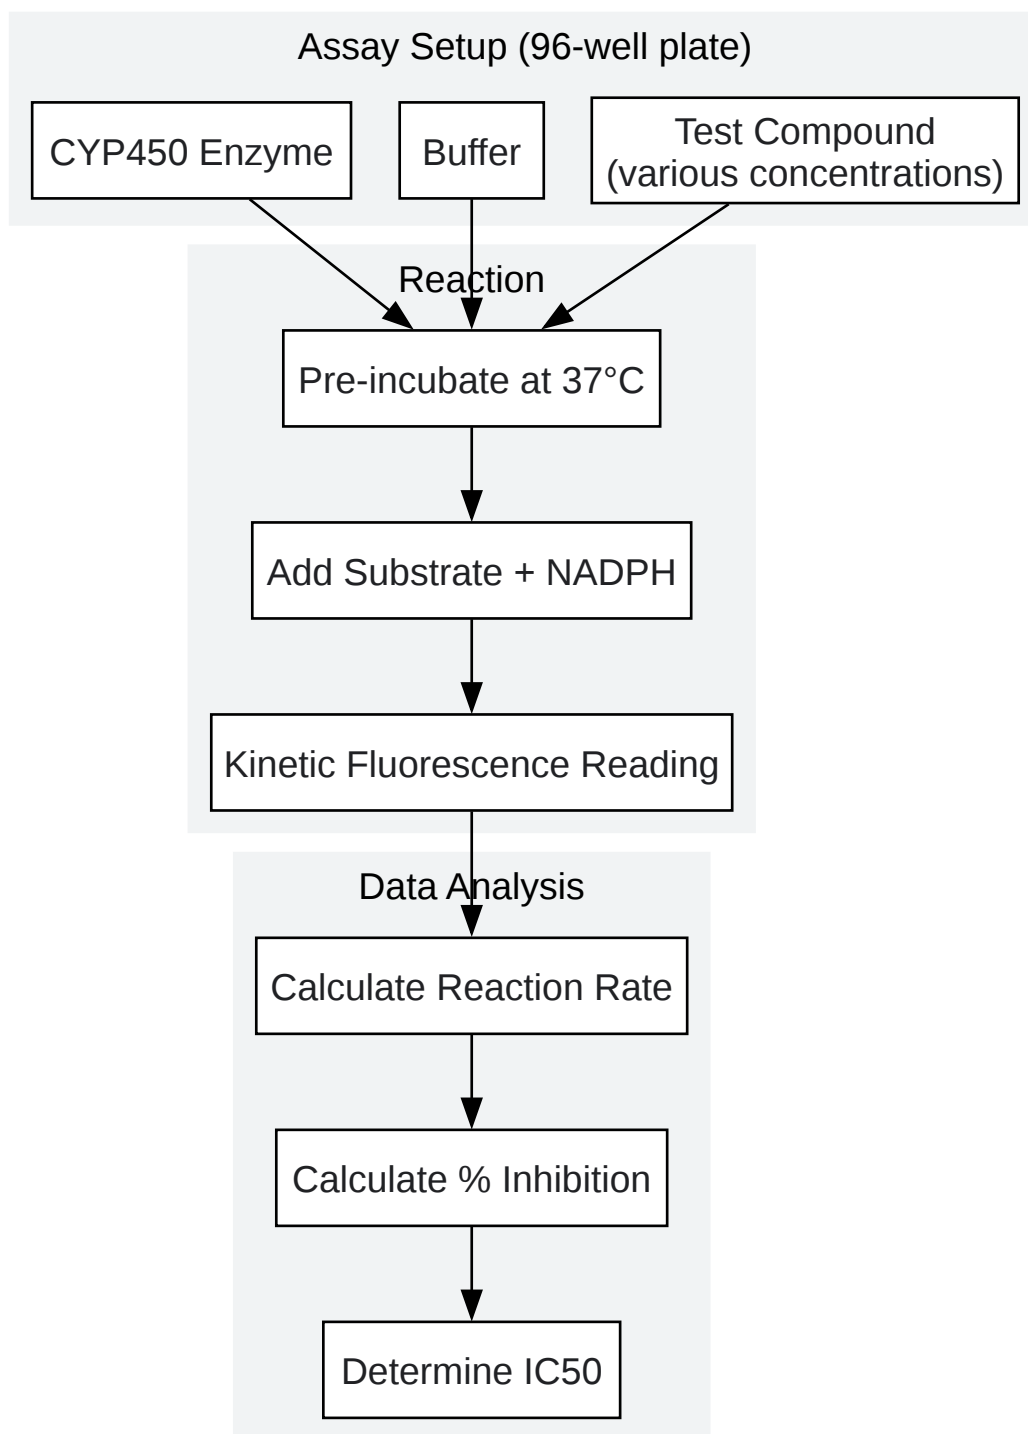 Assay Setup (96-well plate)
CYP450 Enzyme
Buffer
Test Compound
(various concentrations)
Reaction
Pre-incubate at 37°C
Add Substrate + NADPH
Kinetic Fluorescence Reading
Data Analysis
Calculate Reaction Rate
Calculate % Inhibition
Determine IC50